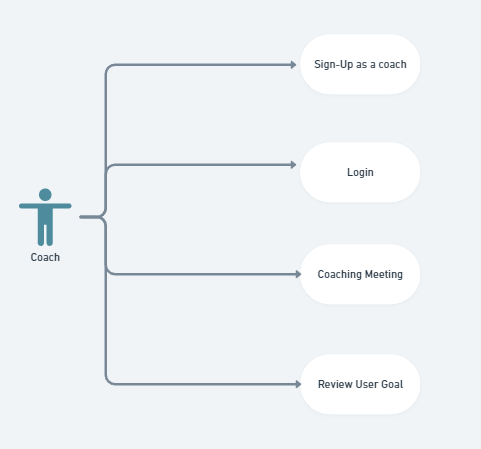 Sign-Up as a coach
Login
Coach
Coaching Meeting
Review User Goal